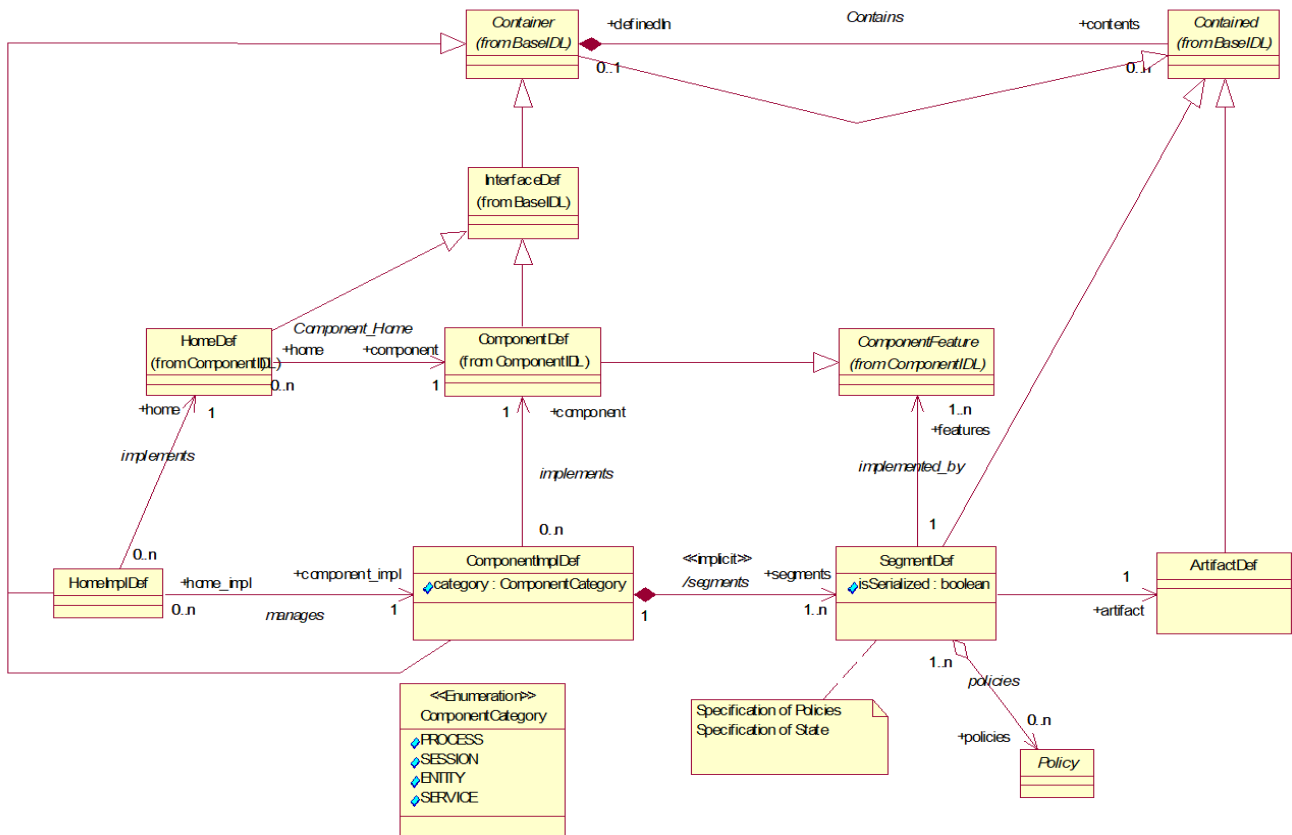 Container
(from BaseIDL)
+definedIn
Contains
+contents
Contained
(from BaseIDL)
0..1
0..n
InterfaceDef
(from BaseIDL)
HomeDef
(from ComponentIDL)
Component_Home
+home
+component
0..n
1
ComponentDef
(from ComponentIDL)
ComponentFeature
(from ComponentIDL)
+home
1
1
+component
1..n
+features
implements
implements
implemented_by
0..n
0..n
1
HomeImplDef
+home_impl
0..n
manages
+component_impl
1
ComponentImplDef
category : ComponentCategory
1
<<implicit>>
/segments
+segments
1..n
SegmentDef
isSerialized : boolean
1
+artifact
ArtifactDef
1..n
policies
0..n
+policies
Policy
<<Enumeration>>
ComponentCategory
PROCESS
SESSION
ENTITY
SERVICE
Specification of Policies
Specification of State